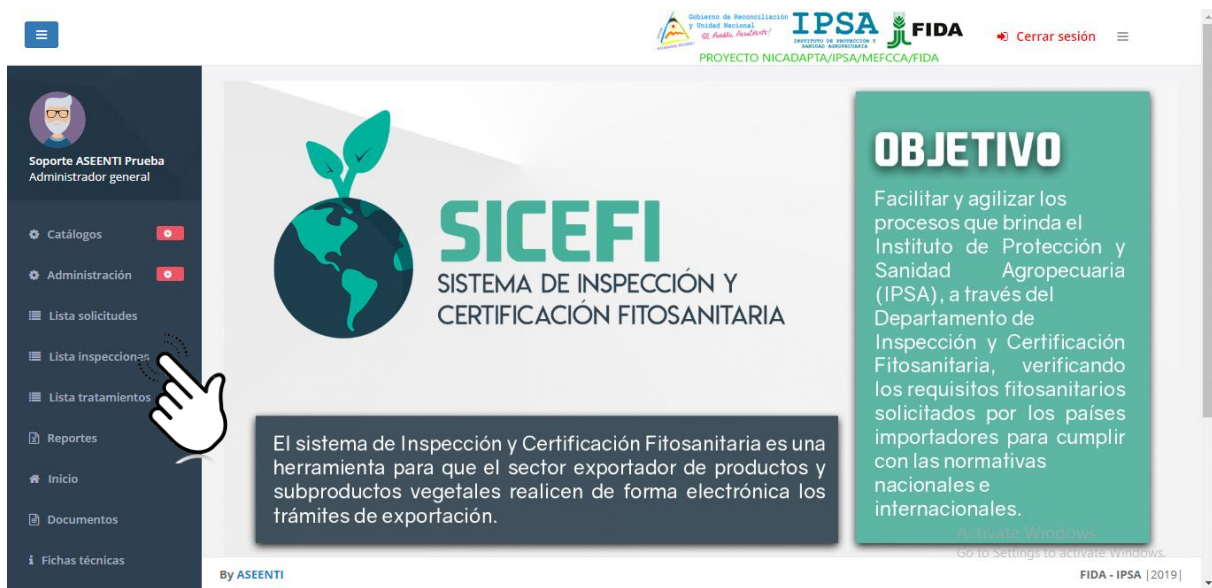 Gobierno de Reconciliación
y Unidad Nacional
El Pueblo, Presidente!
IPSA
INSTITUTO DE PROTECCIÓN Y
SANIDAD AGROPECUARIA
FIDA
PROYECTO NICADAPTA/IPSA/MEFCCA/FIDA
Cerrar sesión
Soporte ASEENTI Prueba
Administrador general
Catálogos
Administración
Lista solicitudes
Lista inspecciones
Lista tratamientos
Reportes
Inicio
Documentos
Fichas técnicas
SICEFI
SISTEMA DE INSPECCIÓN Y
CERTIFICACIÓN FITOSANITARIA
El sistema de Inspección y Certificación Fitosanitaria es una
herramienta para que el sector exportador de productos y
subproductos vegetales realicen de forma electrónica los
trámites de exportación.
OBJETIVO
Facilitar y agilizar los
procesos que brinda el
Instituto de Protección y
Sanidad Agropecuaria
(IPSA), a través del
Departamento de
Inspección y Certificación
Fitosanitaria, verificando
los requisitos fitosanitarios
solicitados por los países
importadores para cumplir
con las normativas
nacionales e
internacionales.
Activate Windows
Go to Settings to activate Windows.
By ASEENTI
FIDA - IPSA |2019|